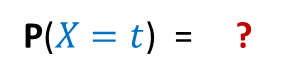 P(X = t) = ?